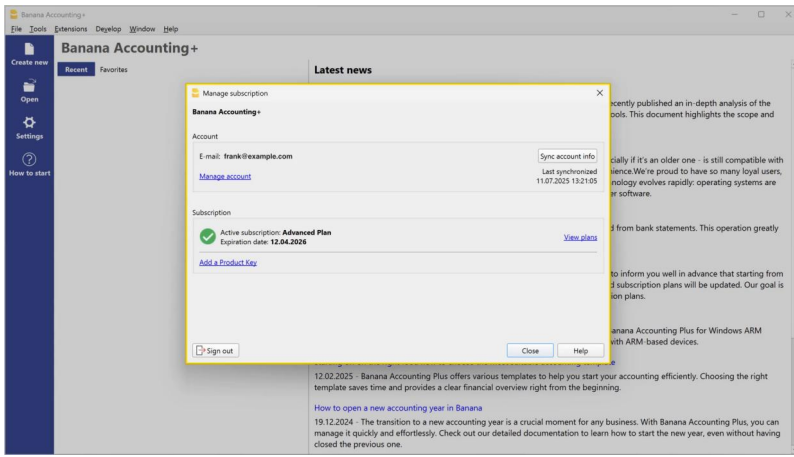 Banana Accounting+
File Tools Extensions Develop Window Help
Banana Accounting+
Create new
Open
Settings
How to start
Recent Favorites
Latest news
ecently published an in-depth analysis of the
ools. This document highlights the scope and
cially if it's an older one - is still compatible with
nience.We're proud to have so many loyal users,
nology evolves rapidly: operating systems are
er software.
d from bank statements. This operation greatly
to inform you well in advance that starting from
d subscription plans will be updated. Our goal is
ion plans.
anana Accounting Plus for Windows ARM
with ARM-based devices.
Manage subscription
Banana Accounting+
Account
E-mail: frank@example.com
Sync account info
Manage account
Last synchronized
11.07.2025 13:21:05
Subscription
Active subscription: Advanced Plan
Expiration date: 12.04.2026
View plans
Add a Product Key
Sign out
Close
Help
12.02.2025 - Banana Accounting Plus offers various templates to help you start your accounting efficiently. Choosing the right
template saves time and provides a clear financial overview right from the beginning.
How to open a new accounting year in Banana
19.12.2024 - The transition to a new accounting year is a crucial moment for any business. With Banana Accounting Plus, you can
manage it quickly and effortlessly. Check out our detailed documentation to learn how to start the new year, even without having
closed the previous one.